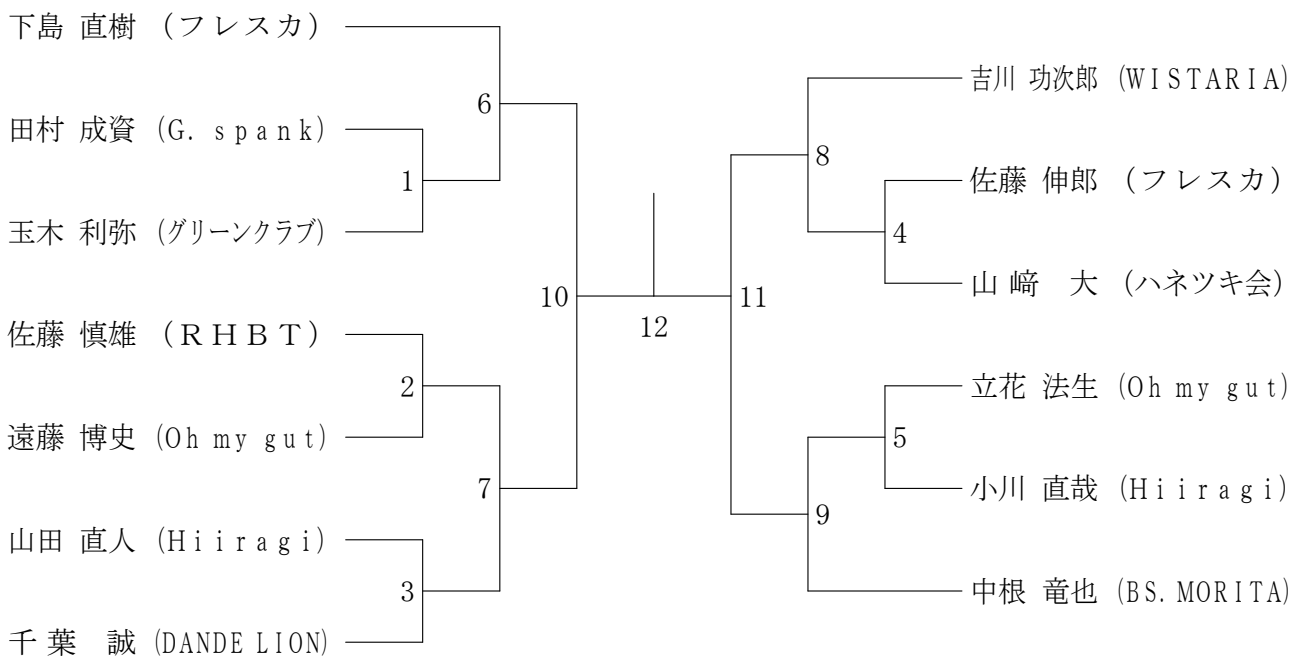 下島 直樹 (フレスカ)
田村 成資 (G. spank)
玉木 利弥 (グリーンクラブ)
佐藤 慎雄 (RHBT)
遠藤 博史 (Oh my gut)
山田 直人 (Hiiragi)
千葉 誠 (DANDE LION)
6
1
2
7
3
10
12
11
8
4
5
9
吉川 功次郎 (WISTARIA)
佐藤 伸郎 (フレスカ)
山﨑 大 (ハネツキ会)
立花 法生 (Oh my gut)
小川 直哉 (Hiiragi)
中根 竜也 (BS. MORITA)